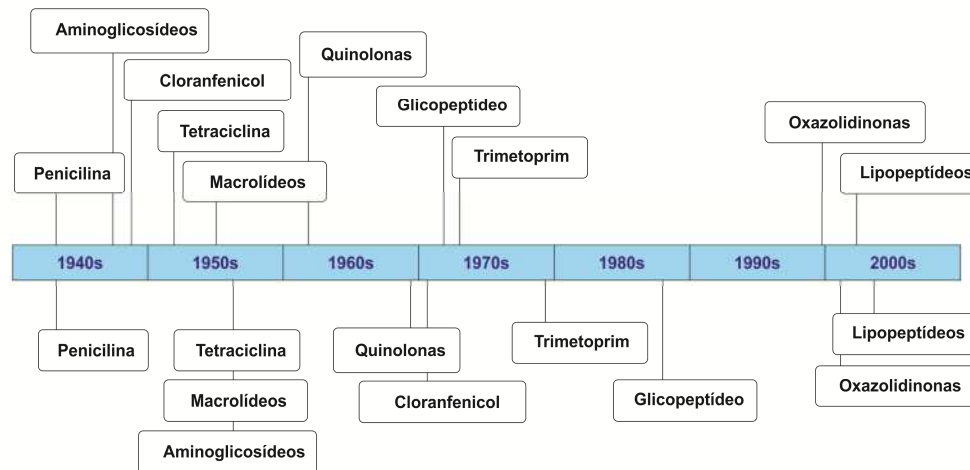 Aminoglicosídeos
Cloranfenicol
Quinolonas
Glicopeptideo
Tetraciclina
Oxazolidinonas
Trimetoprim
Penicilina
Macrolídeos
Lipopeptídeos
1940s 1950s 1960s 1970s 1980s 1990s 2000s
Penicilina
Tetraciclina
Quinolonas
Trimetoprim
Lipopeptídeos
Macrolídeos
Cloranfenicol
Glicopeptídeo
Oxazolidinonas
Aminoglicosídeos